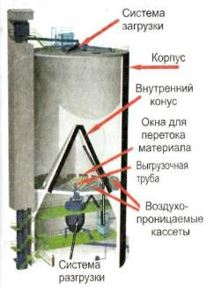 Система
загрузки
Корпус
Внутренний
конус
Окна для
перетока
материала
Выгрузочная
труба
Воздухо-
проницаемые
кассеты
Система
разгрузки